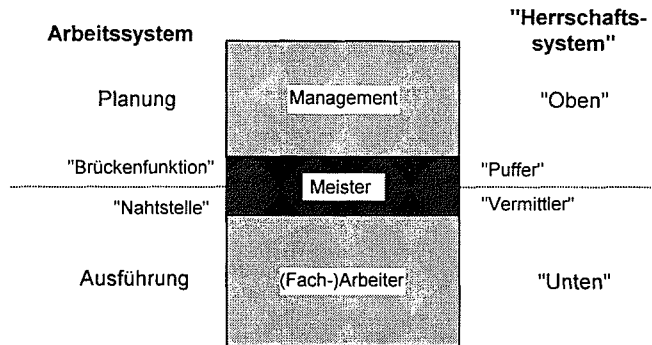 Arbeitssystem
"Herrschafts-
system"
Planung
Management
"Oben"
"Brückenfunktion"
"Puffer"
Meister
"Nahtstelle"
"Vermittler"
Ausführung
(Fach-)Arbeiter
"Unten"